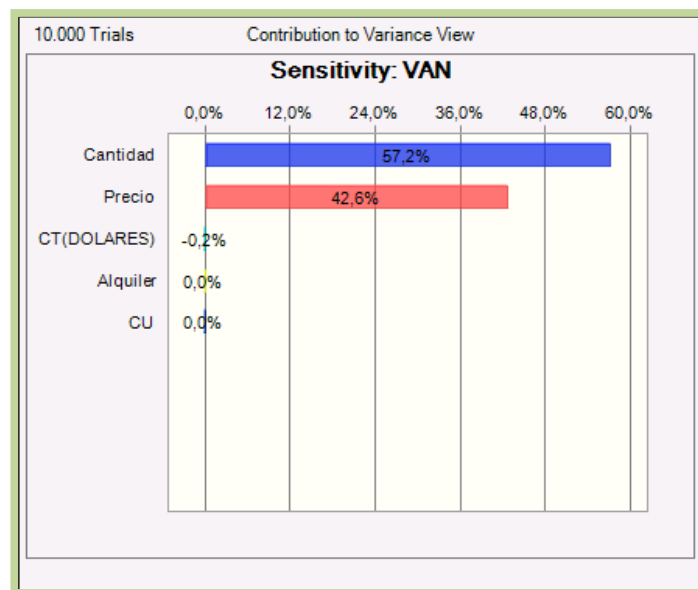 10.000 Trials Contribution to Variance View
Sensitivity: VAN
0,0% 12,0% 24,0% 36,0% 48,0% 60,0%
Cantidad 57,2%
Precio 42,6%
CT(DOLARES) -0,2%
Alquiler 0,0%
CU 0,0%